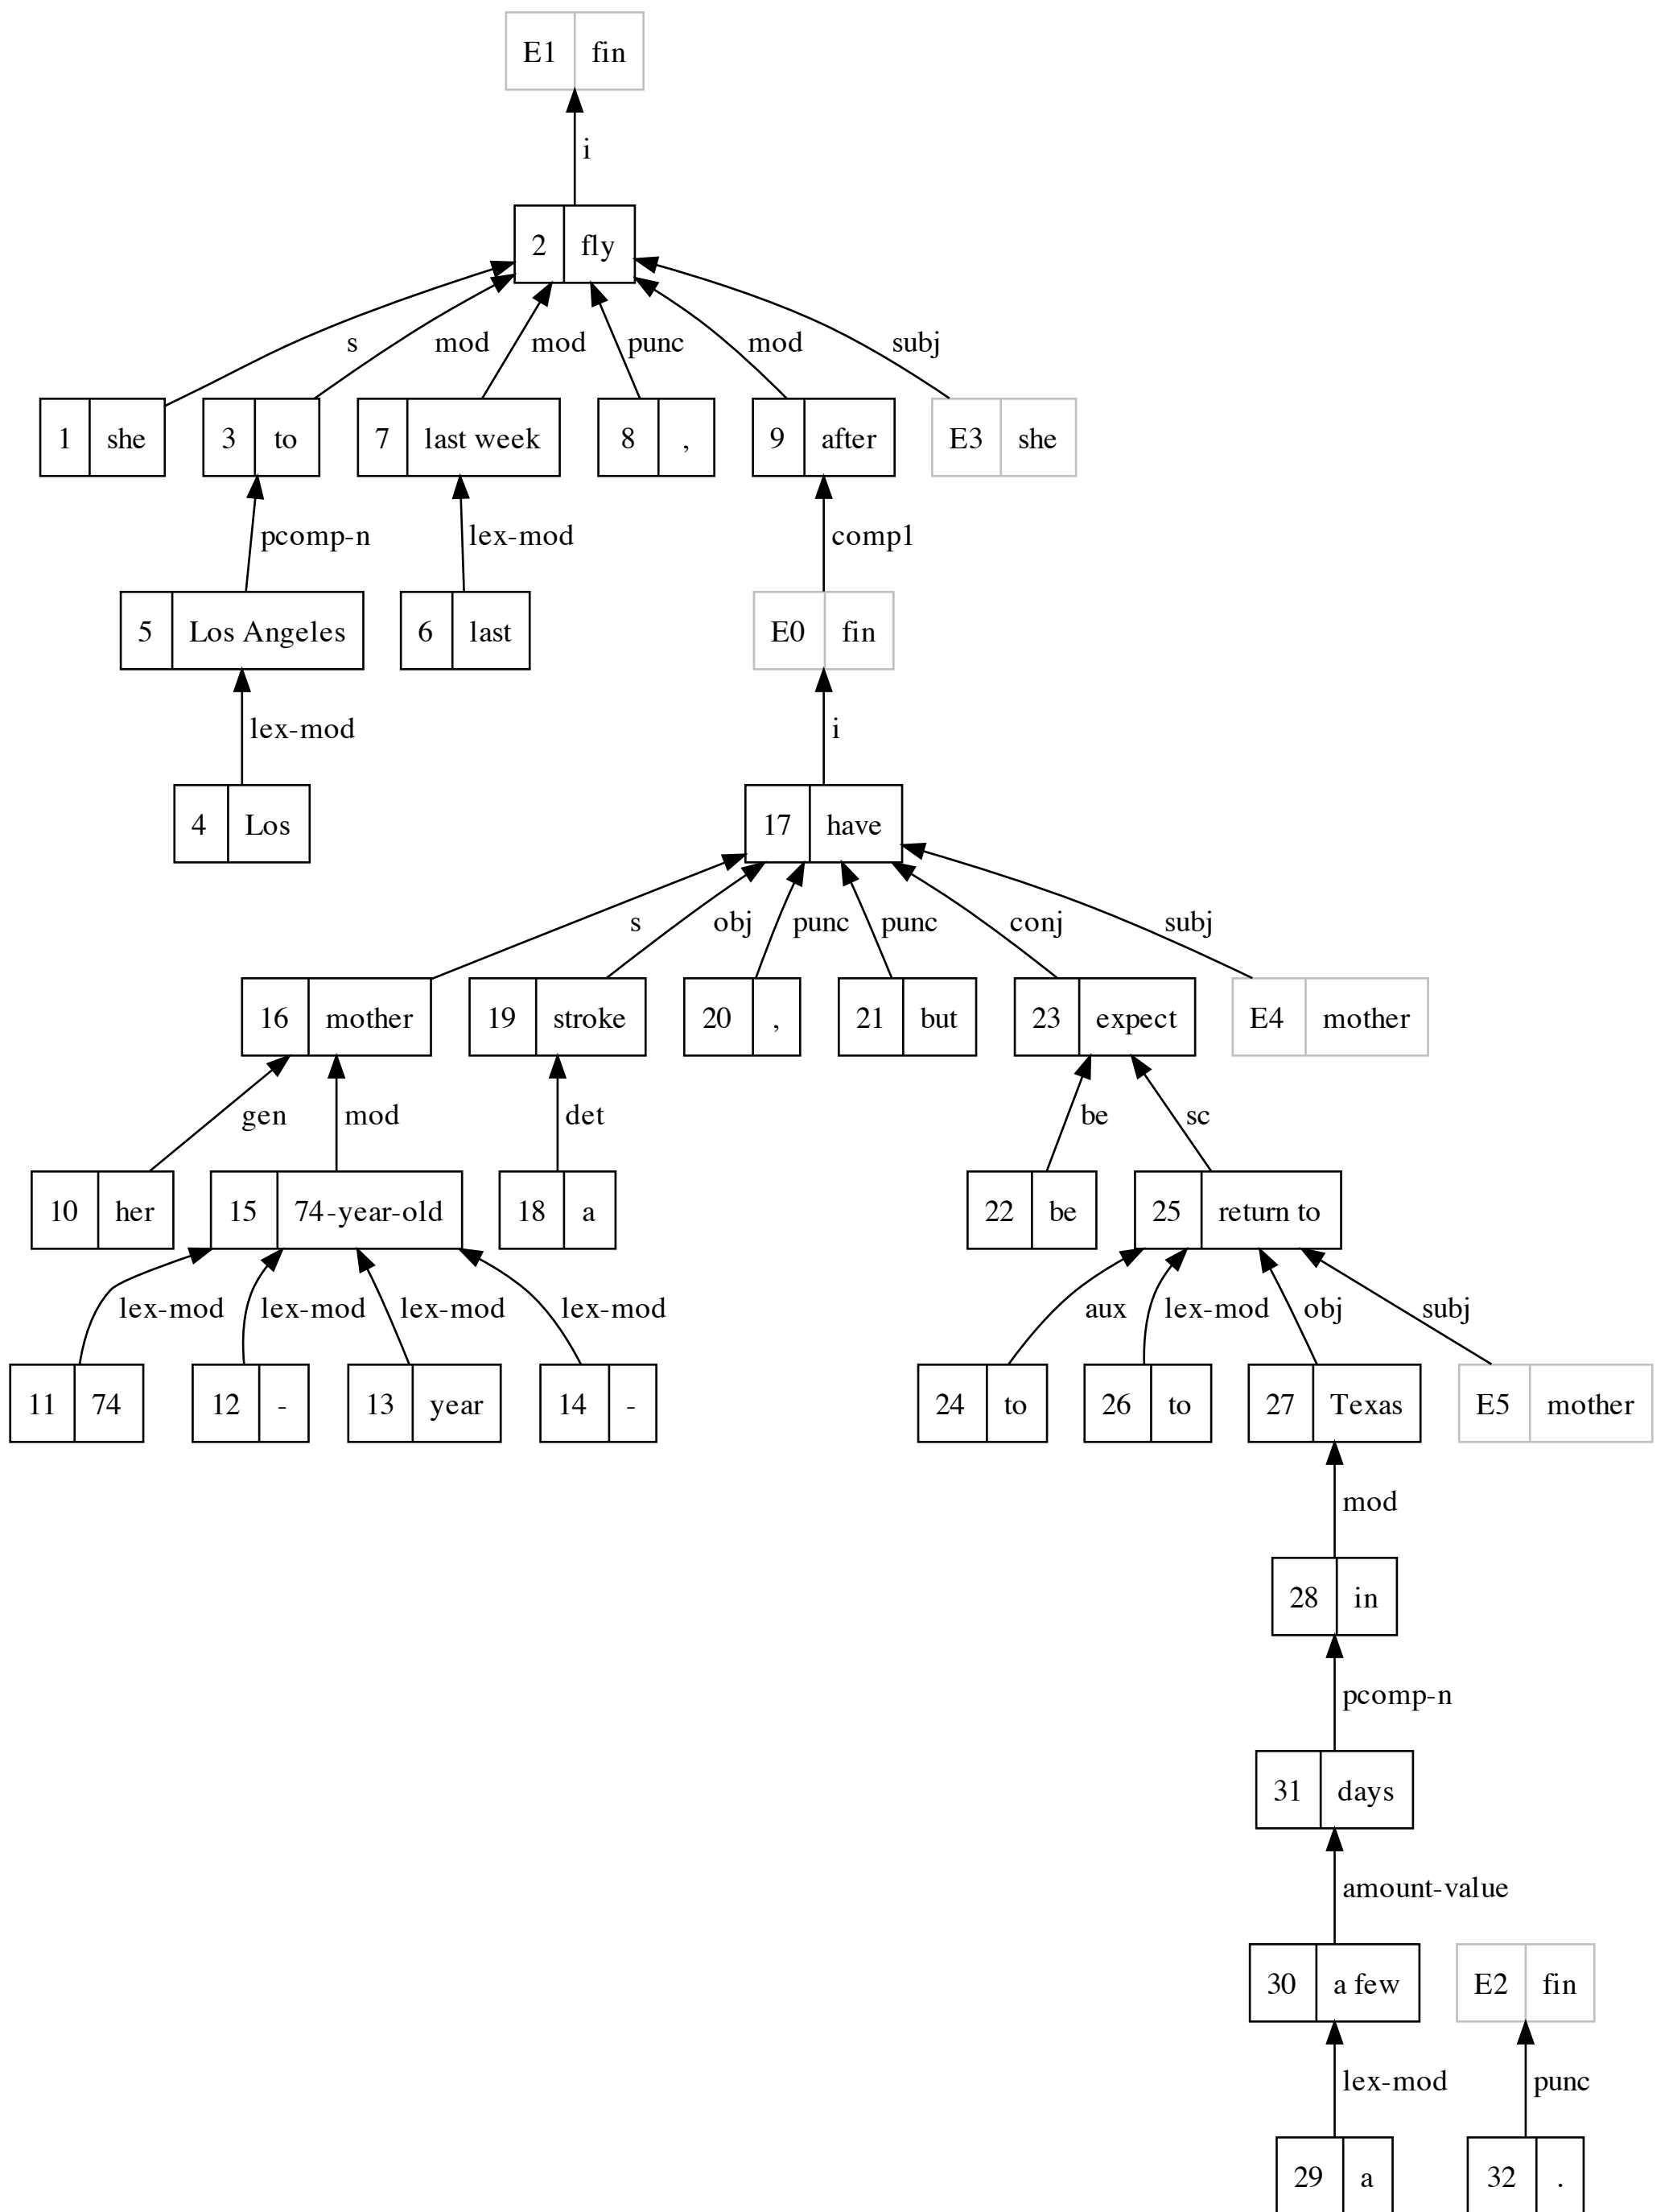 E1 fin
i
2 fly
s mod mod punc mod subj
1 she 3 to 7 last week 8 , 9 after E3 she
pcomp-n lex-mod comp1
5 Los Angeles 6 last E0 fin
lex-mod i
4 Los 17 have
s obj punc punc conj subj
16 mother 19 stroke 20 , 21 but 23 expect E4 mother
gen mod det be sc
10 her 15 74-year-old 18 a 22 be 25 return to
lex-mod lex-mod lex-mod lex-mod aux lex-mod obj subj
11 74 12 - 13 year 14 - 24 to 26 to 27 Texas E5 mother
mod
28 in
pcomp-n
31 days
amount-value
30 a few E2 fin
lex-mod punc
29 a 32 .